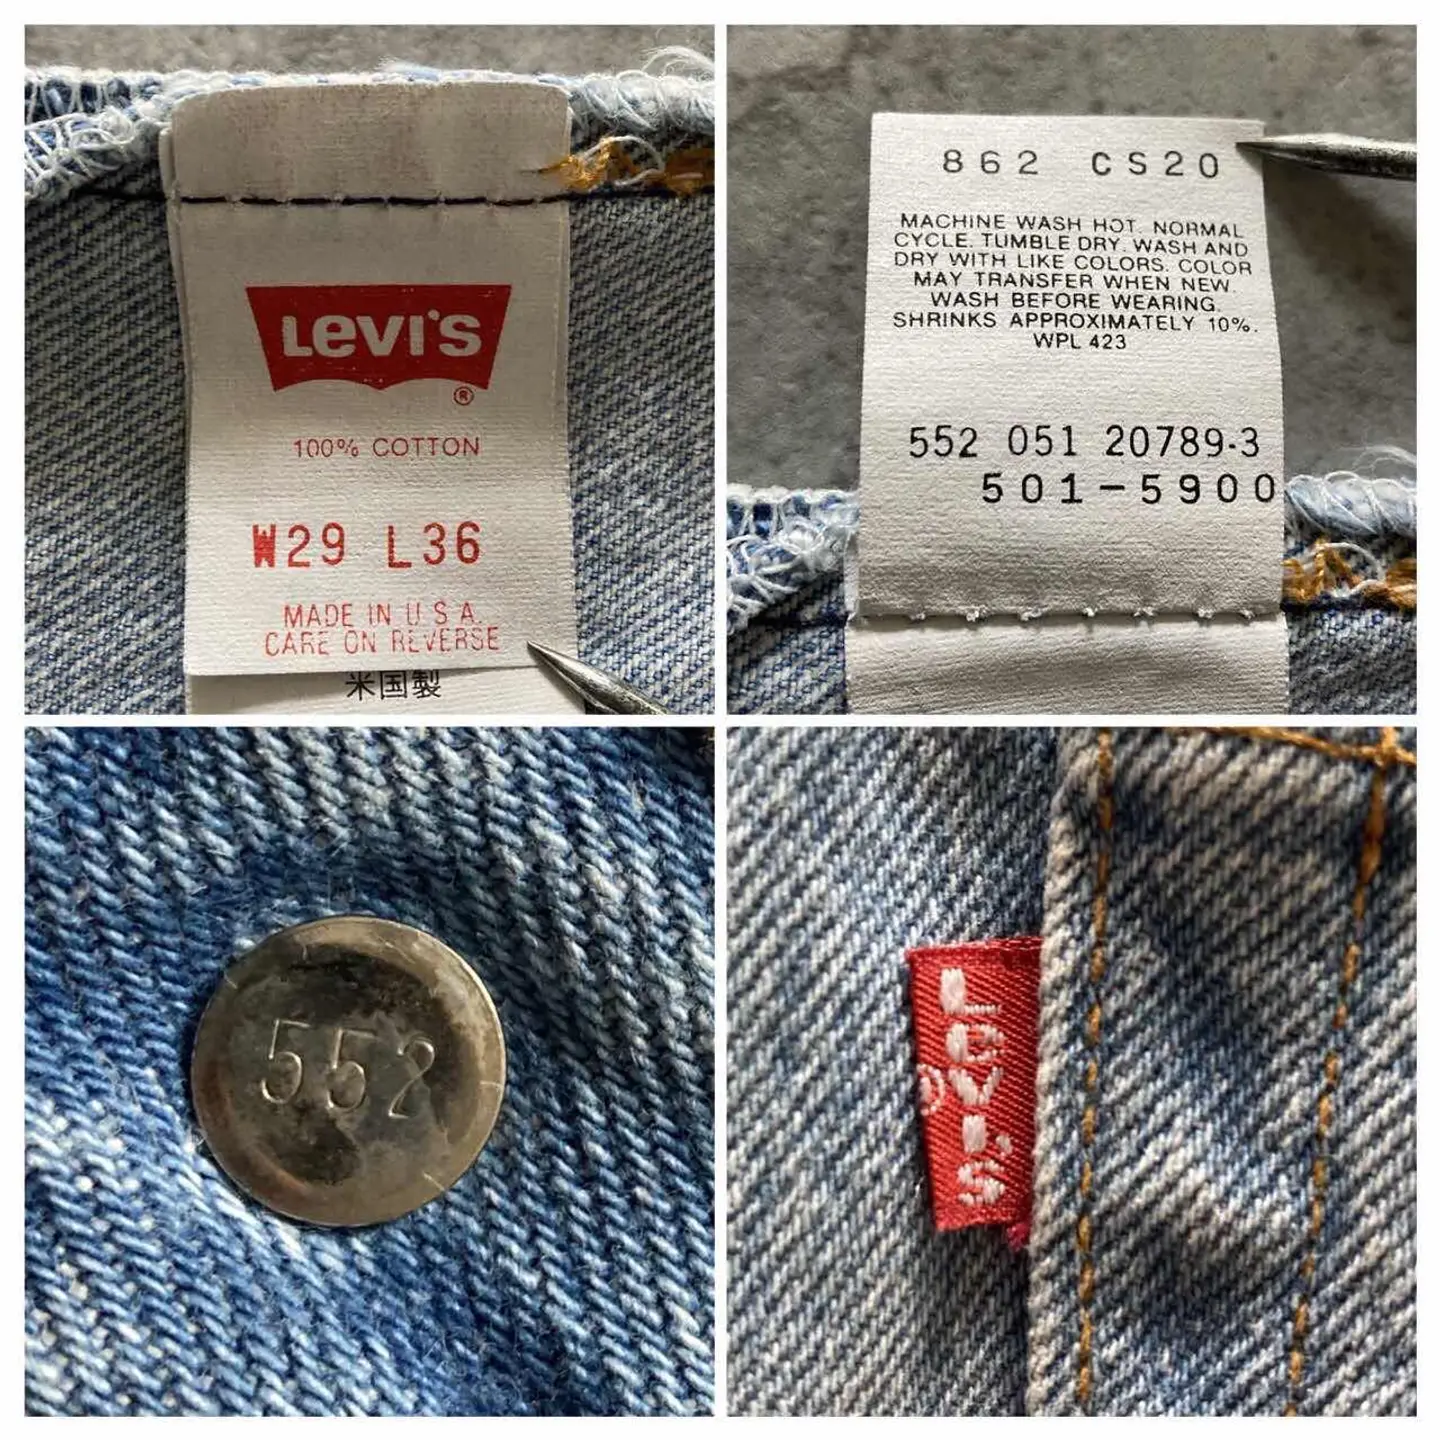 LEVI'S
®
100% COTTON
W29 L36
MADE IN U S A.
CARE ON REVERSE
米国製
862 CS20
MACHINE WASH HOT. NORMAL
CYCLE. TUMBLE DRY. WASH AND
DRY WITH LIKE COLORS. COLOR
MAY TRANSFER WHEN NEW.
WASH BEFORE WEARING.
SHRINKS APPROXIMATELY 10%.
WPL 423
552 051 20789-3
501-5900
552
Levi's